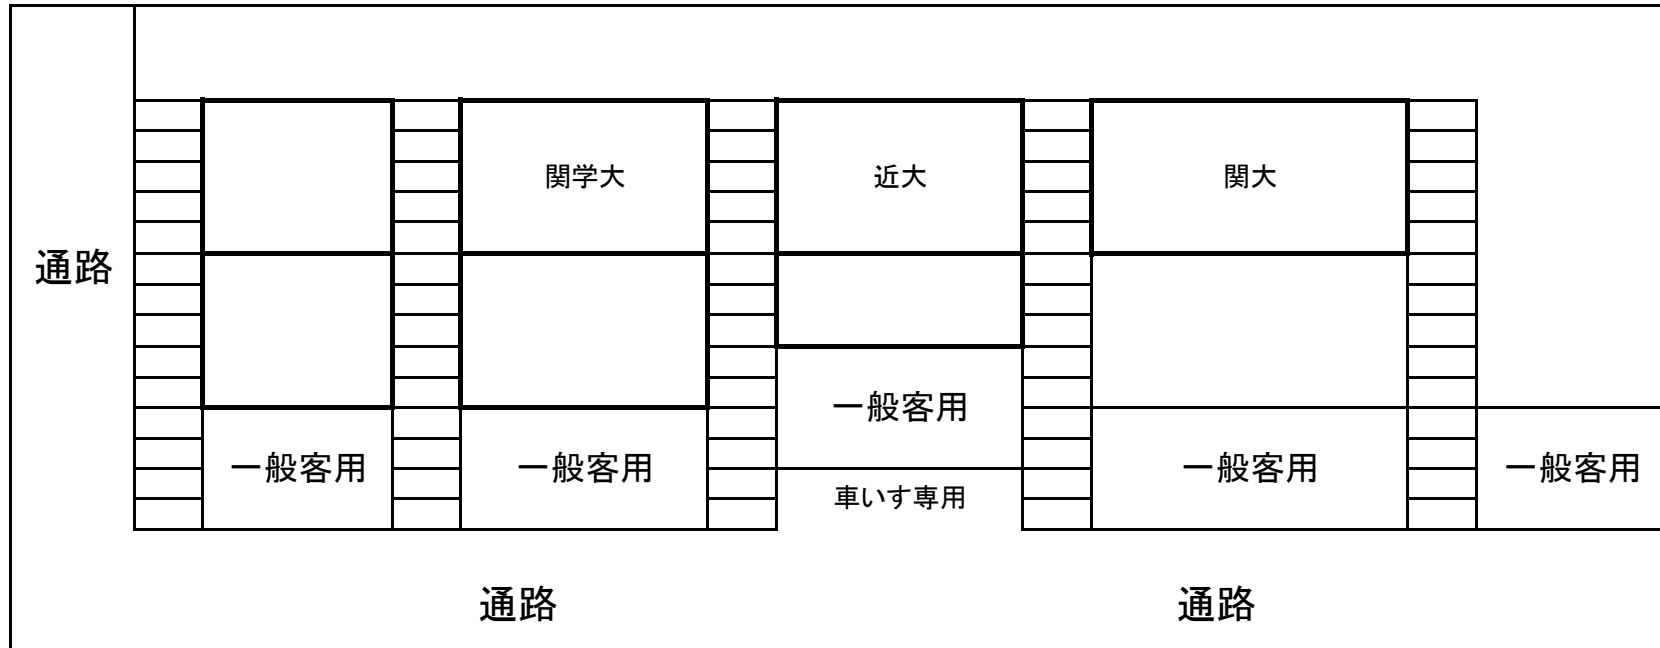 関学大
近大
関大
通路
一般客用
一般客用
一般客用
一般客用
一般客用
車いす専用
通路
通路